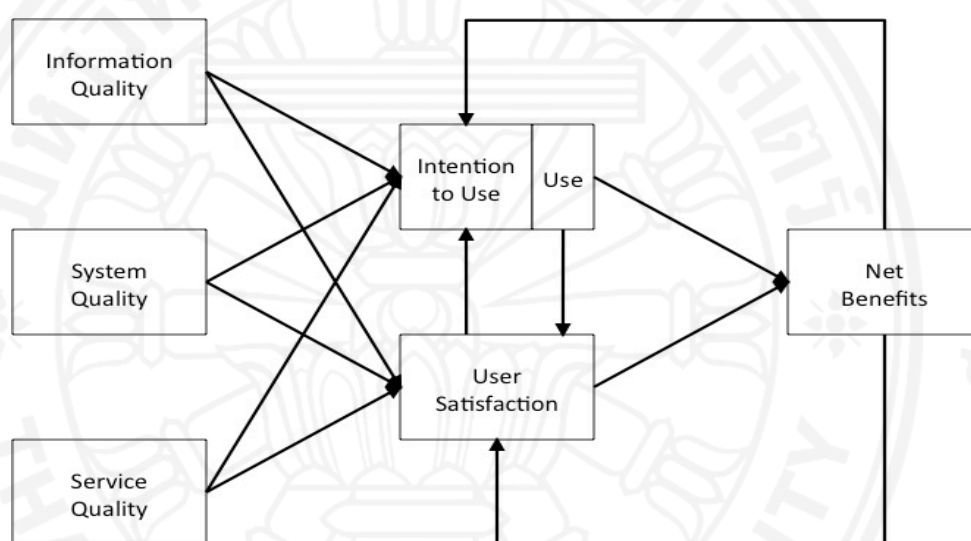 Information
Quality
Intention
to Use
Use
System
Quality
Net
Benefits
User
Satisfaction
Service
Quality